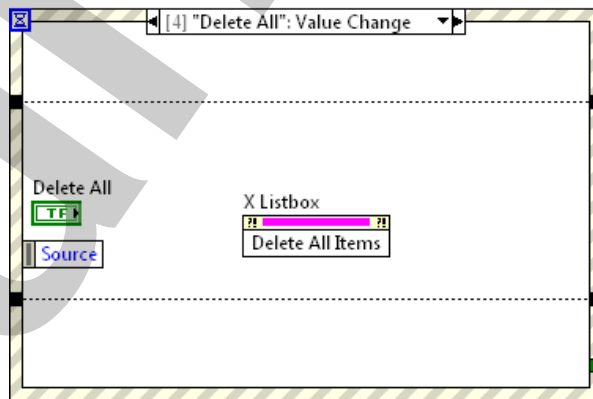 [4] "Delete All": Value Change
Delete All
TF
Source
X Listbox
?! ?!
Delete All Items